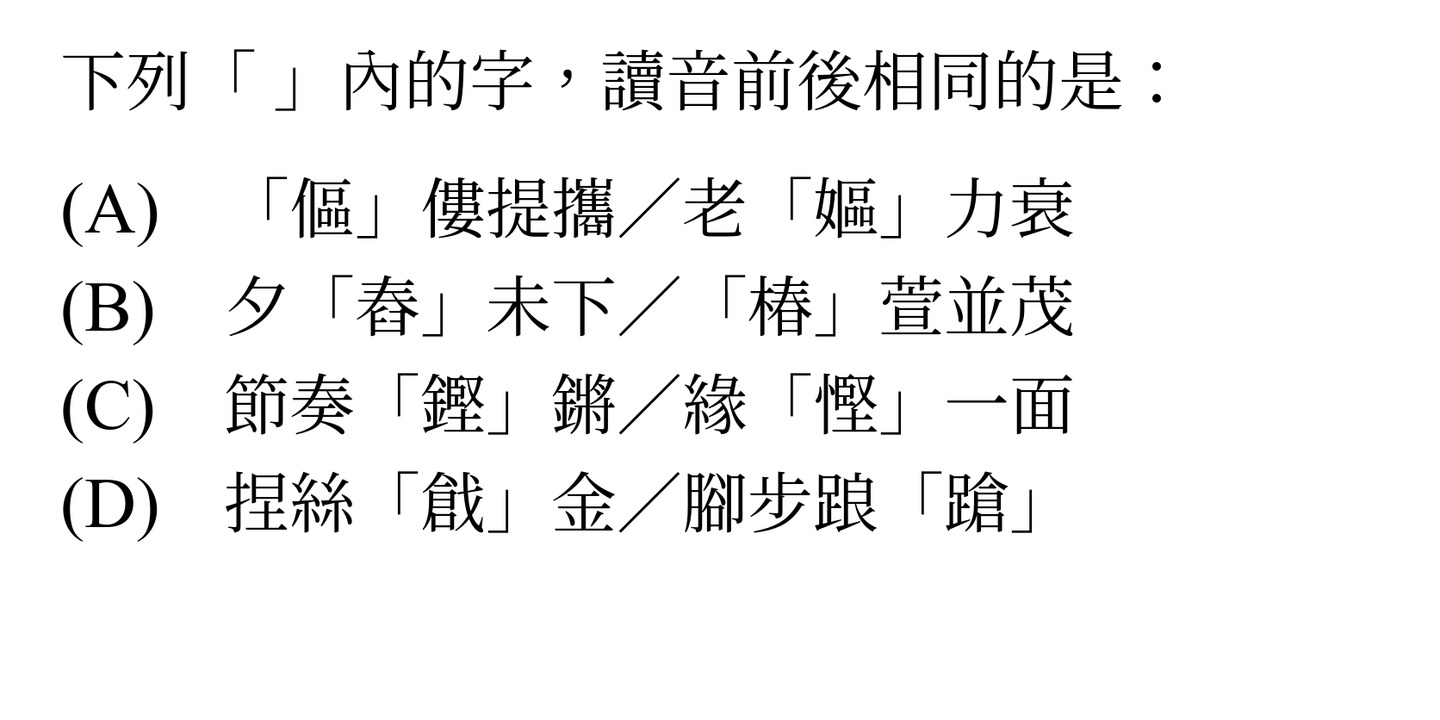 下列「 」內的字，讀音前後相同的是：
(A) 「傴」僂提攜／老「嫗」力衰
(B) 夕「舂」未下／「椿」萱並茂
(C) 節奏「鏗」鏘／緣「慳」一面
(D) 捏絲「戧」金／腳步踉「蹌」